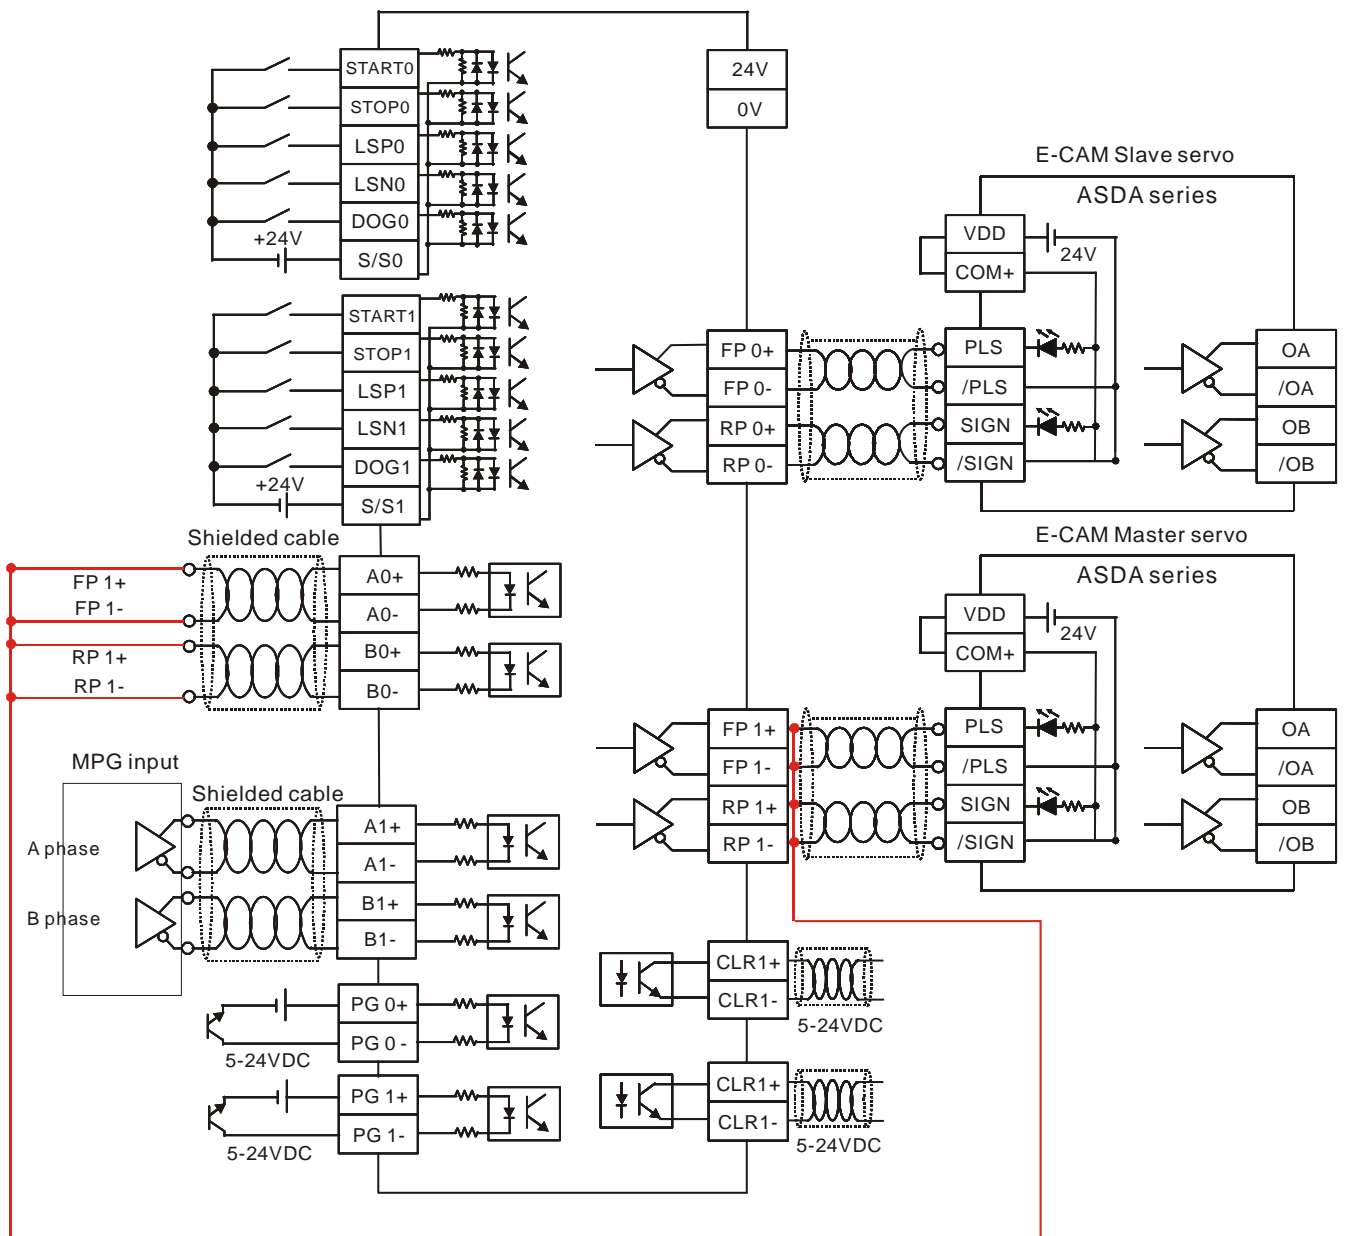 START0
STOP0
LSP0
LSN0
DOG0
+24V
S/S0
START1
STOP1
LSP1
LSN1
DOG1
+24V
S/S1
Shielded cable
FP 1+
FP 1-
RP 1+
RP 1-
A0+
A0-
B0+
B0-
MPG input
Shielded cable
A phase
B phase
A1+
A1-
B1+
B1-
PG 0+
PG 0 -
5-24VDC
PG 1+
PG 1-
5-24VDC
24V
0V
FP 0+
FP 0-
RP 0+
RP 0-
E-CAM Slave servo
ASDA series
VDD
COM+
24V
PLS
/PLS
SIGN
/SIGN
OA
/OA
OB
/OB
E-CAM Master servo
ASDA series
VDD
COM+
24V
FP 1+
FP 1-
RP 1+
RP 1-
PLS
/PLS
SIGN
/SIGN
OA
/OA
OB
/OB
CLR1+
CLR1-
5-24VDC
CLR1+
CLR1-
5-24VDC